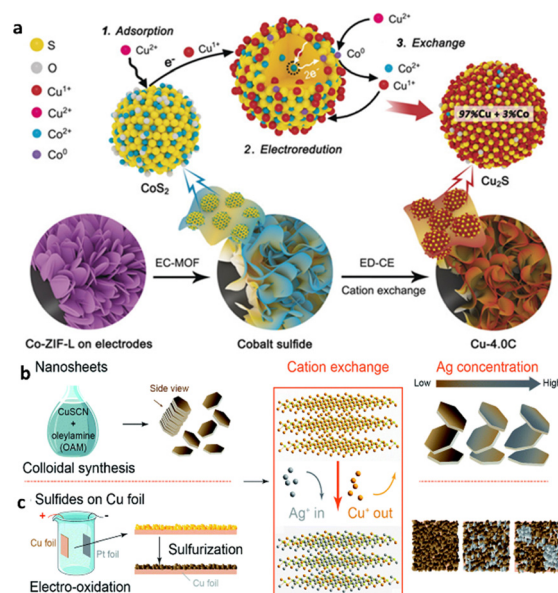 a
S
O
Cu1+
Cu2+
Co2+
Co0
1. Adsorption
Cu2+
e-
Cu1+
CoS2
2e-
2. Electroredution
Cu2+
Co0
3. Exchange
Co2+
Cu1+
97%Cu + 3%Co
Cu2S
EC-MOF
ED-CE
Cation exchange
Co-ZIF-L on electrodes
Cobalt sulfide
Cu-4.0C
b Nanosheets
CuSCN
+
oleylamine
(OAM)
Side view
Colloidal synthesis
Cation exchange
Ag+ in
Cu+ out
Ag concentration
Low
High
c Sulfides on Cu foil
+
-
Cu foil
Pt foil
Sulfurization
Cu foil
Electro-oxidation